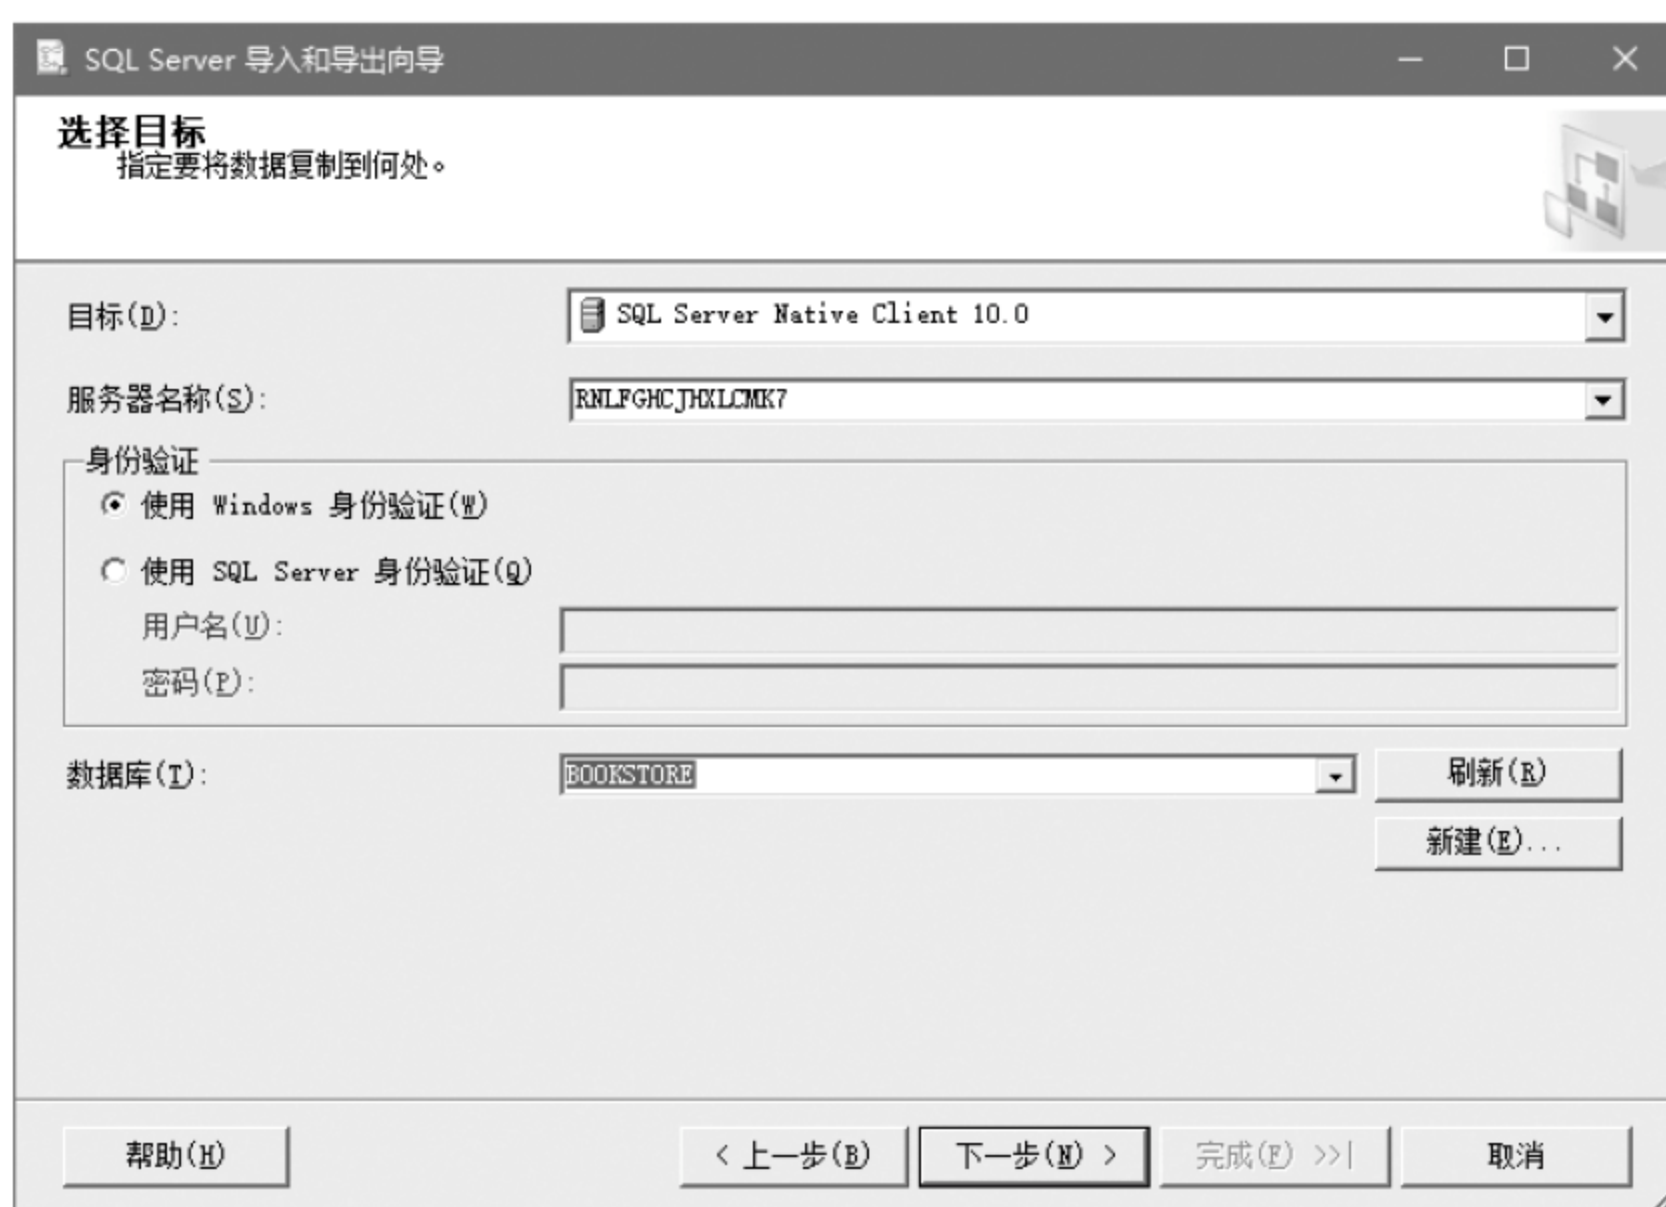 SQL Server 导入和导出向导
选择目标
指定要将数据复制到何处。
目标(D):
SQL Server Native Client 10.0
服务器名称(S):
RNLFGHCJHXLCMK7
身份验证
使用 Windows 身份验证(W)
使用 SQL Server 身份验证(Q)
用户名(U):
密码(P):
数据库(T):
BOOKSTORE
刷新(R)
新建(E)...
帮助(H)
< 上一步(B)
下一步(N) >
完成(F) >>|
取消